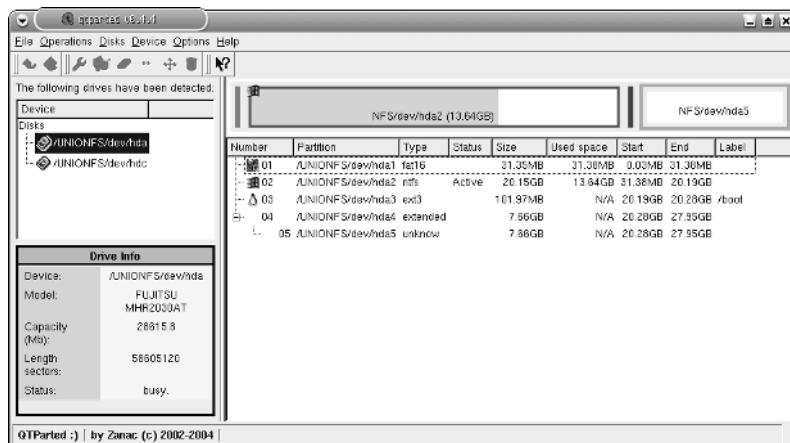 qtparted v0.4.4
File Operations Disks Device Options Help
The following drives have been detected:
Device
Disks
/UNIONFS/dev/hda
/UNIONFS/dev/hdc
NFS/dev/hda2 (13.64GB)
NFS/dev/hda5
Number Partition Type Status Size Used space Start End Label
01 /UNIONFS/dev/hda1 fat16 31.35MB 31.38MB 0.03MB 31.38MB
02 /UNIONFS/dev/hda2 ntfs Active 20.15GB 13.64GB 31.38MB 20.19GB
03 /UNIONFS/dev/hda3 ext3 101.97MB N/A 20.19GB 20.28GB /boot
04 /UNIONFS/dev/hda4 extended 7.66GB N/A 20.28GB 27.95GB
05 /UNIONFS/dev/hda5 unknow 7.66GB N/A 20.28GB 27.95GB
Drive Info
Device: /UNIONFS/dev/hda
Model: FUJITSU
MHR2030AT
Capacity
(Mb): 28615.8
Length
sectors: 58605120
Status: busy.
QTParted :) by Zanac (c) 2002-2004